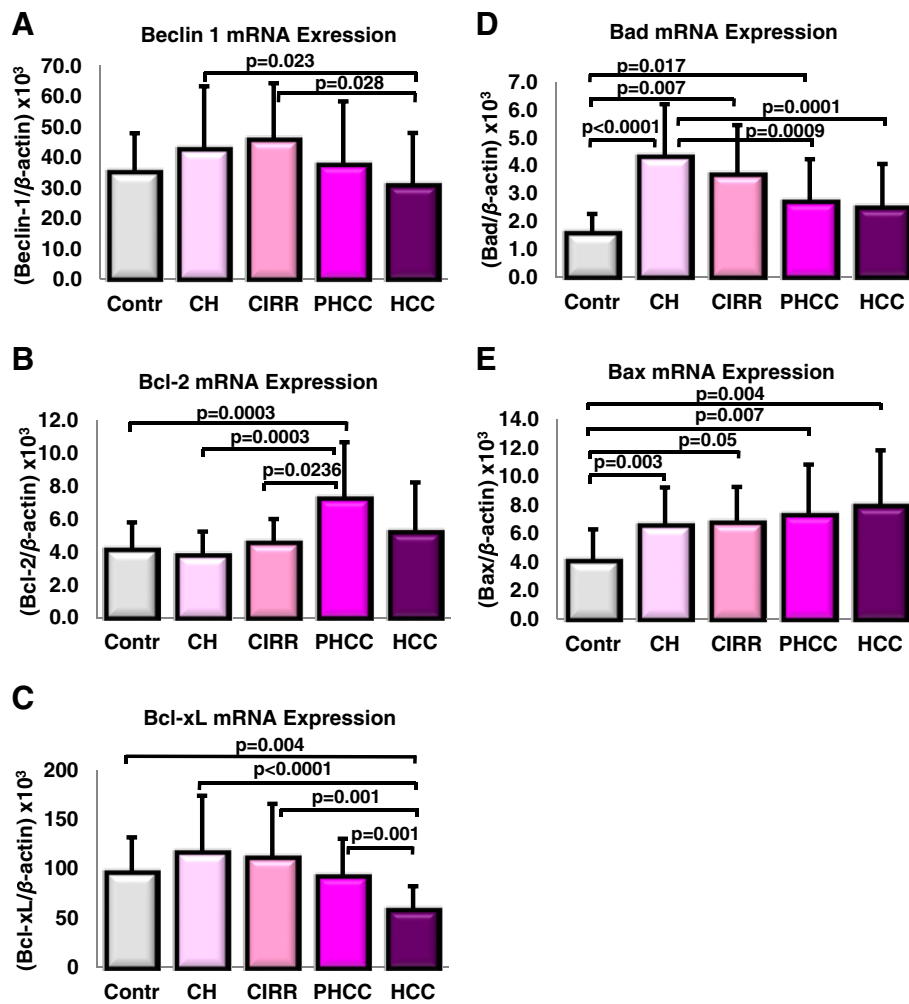 A
Beclin 1 mRNA Exression
(Beclin-1/β-actin) x10³
70.0
60.0
50.0
40.0
30.0
20.0
10.0
0.0
p=0.023
p=0.028
Contr CH CIRR PHCC HCC
B
Bcl-2 mRNA Expression
(Bcl-2/β-actin) x10³
12.0
10.0
8.0
6.0
4.0
2.0
0.0
p=0.0003
p=0.0003
p=0.0236
Contr CH CIRR PHCC HCC
C
Bcl-xL mRNA Expression
(Bcl-xL/β-actin) x10³
200
150
100
50
0
p=0.004
p<0.0001
p=0.001
p=0.001
Contr CH CIRR PHCC HCC
D
Bad mRNA Expression
(Bad/β-actin) x10³
7.0
6.0
5.0
4.0
3.0
2.0
1.0
0.0
p=0.017
p=0.007
p=0.0001
p<0.0001
p=0.0009
Contr CH CIRR PHCC HCC
E
Bax mRNA Expression
(Bax/β-actin) x10³
14.0
12.0
10.0
8.0
6.0
4.0
2.0
0.0
p=0.004
p=0.007
p=0.05
p=0.003
Contr CH CIRR PHCC HCC